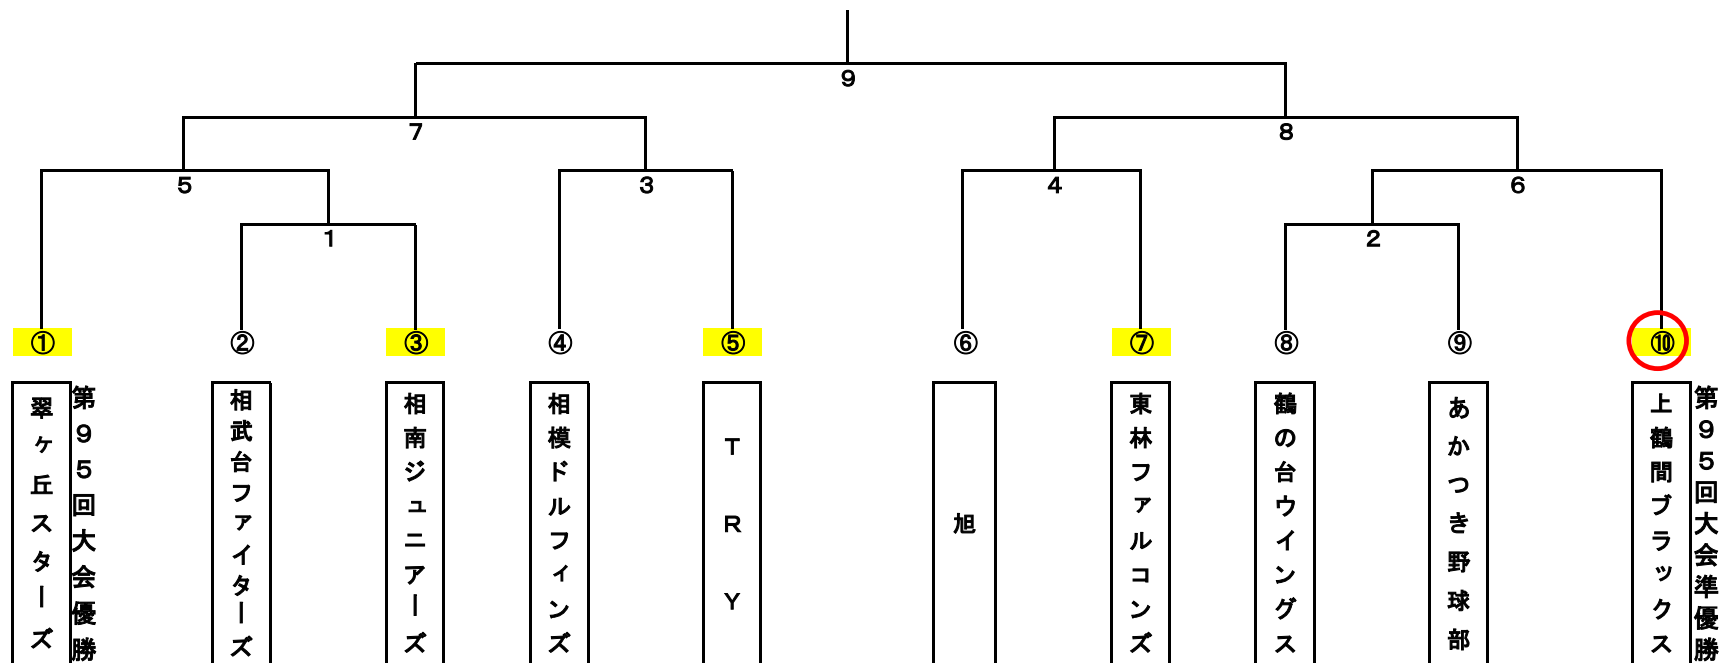 9
7
8
5
3
4
6
1
2
①
②
③
④
⑤
⑥
⑦
⑧
⑨
⑩
翠ヶ丘スターズ
第95回大会優勝
相武台ファイターズ
相南ジュニアーズ
相模ドルフィンズ
TRY
旭
東林ファルコンズ
鶴の台ウイングス
あかつき野球部
上鶴間ブラックス
第95回大会準優勝